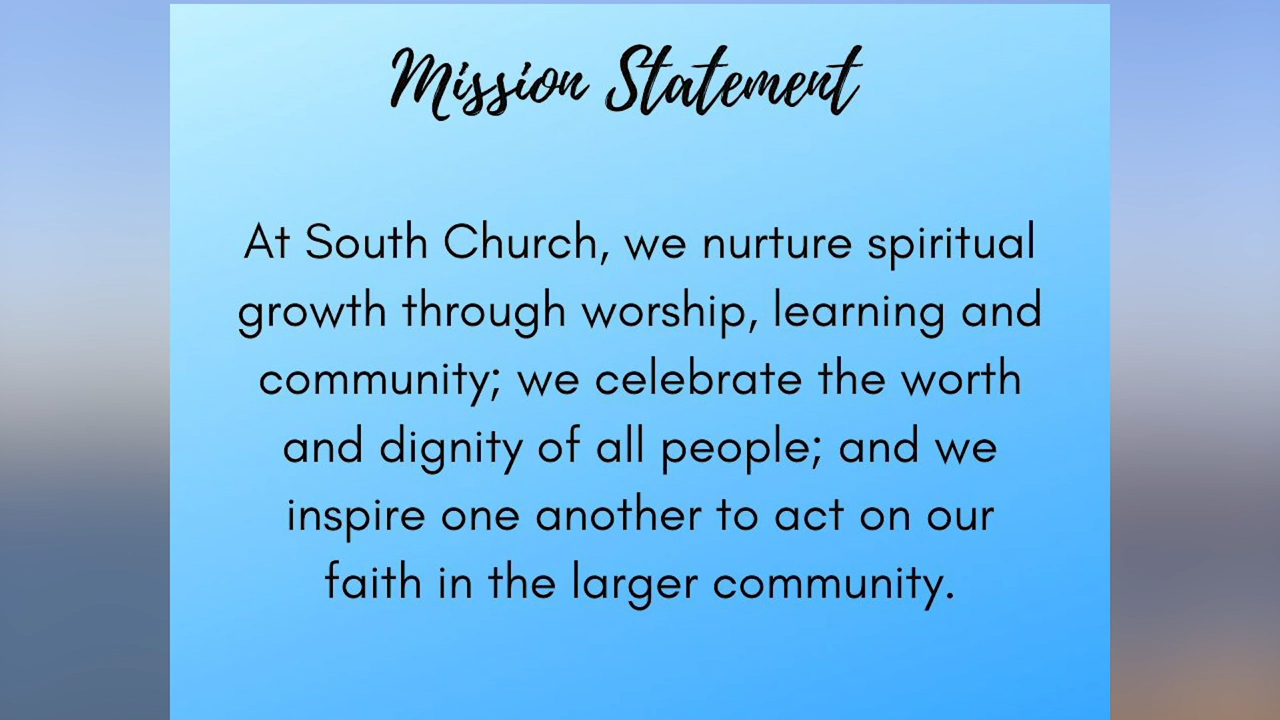 Mission Statement
At South Church, we nurture spiritual
growth through worship, learning and
community; we celebrate the worth
and dignity of all people; and we
inspire one another to act on our
faith in the larger community.